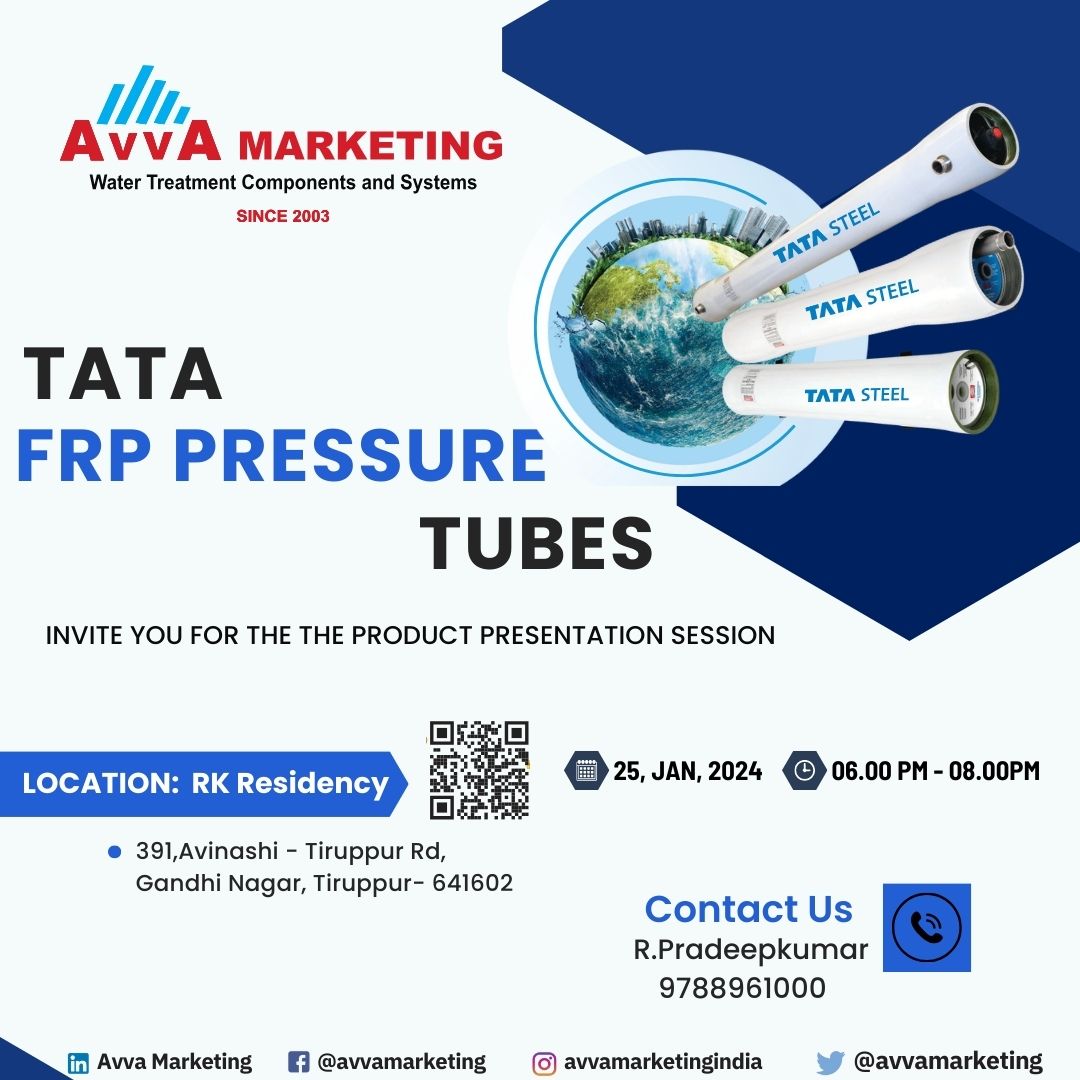 AvvA MARKETING
Water Treatment Components and Systems
SINCE 2003
TATA STEEL
TATA STEEL
TATA STEEL
TATA
FRP PRESSURE
TUBES
INVITE YOU FOR THE THE PRODUCT PRESENTATION SESSION
LOCATION: RK Residency
25, JAN, 2024
06.00 PM - 08.00PM
391,Avinashi - Tiruppur Rd,
Gandhi Nagar, Tiruppur- 641602
Contact Us
R.Pradeepkumar
9788961000
Avva Marketing
@avvamarketing
avvamarketingindia
@avvamarketing